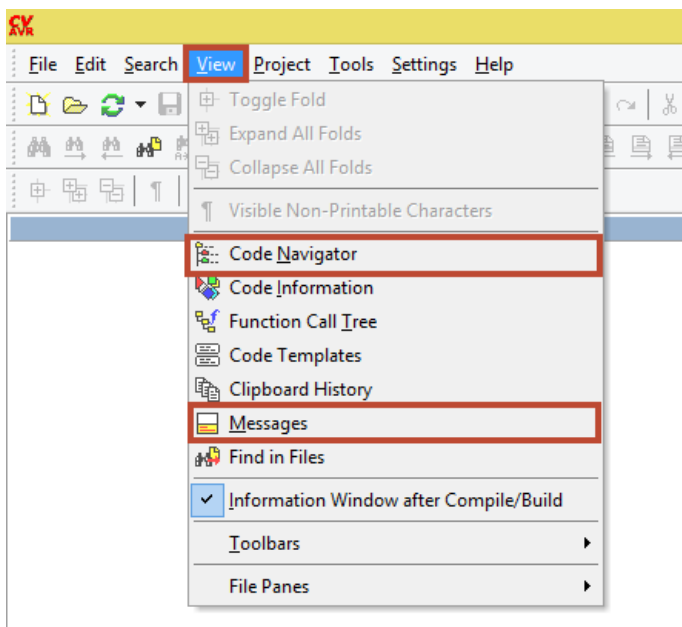 CV
AVR
File Edit Search View Project Tools Settings Help
Toggle Fold
Expand All Folds
Collapse All Folds
¶ Visible Non-Printable Characters
Code Navigator
Code Information
Function Call Tree
Code Templates
Clipboard History
Messages
Find in Files
Information Window after Compile/Build
Toolbars
File Panes